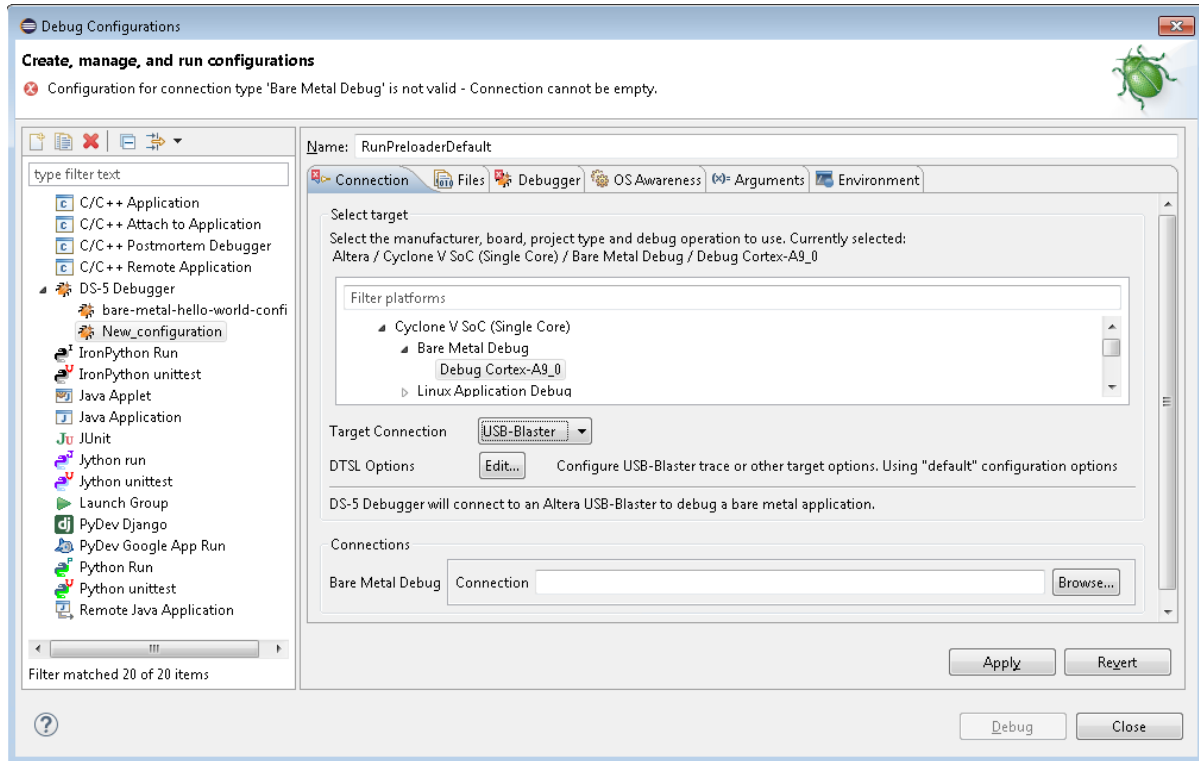 Debug Configurations
Create, manage, and run configurations
Configuration for connection type 'Bare Metal Debug' is not valid - Connection cannot be empty.
type filter text
C/C++ Application
C/C++ Attach to Application
C/C++ Postmortem Debugger
C/C++ Remote Application
DS-5 Debugger
bare-metal-hello-world-confi
New_configuration
IronPython Run
IronPython unittest
Java Applet
Java Application
Ju JUnit
Jython run
Jython unittest
Launch Group
dj PyDev Django
PyDev Google App Run
Python Run
Python unittest
Remote Java Application
Filter matched 20 of 20 items
Name: RunPreloaderDefault
Connection Files Debugger OS Awareness (x)= Arguments Environment
Select target
Select the manufacturer, board, project type and debug operation to use. Currently selected:
Altera / Cyclone V SoC (Single Core) / Bare Metal Debug / Debug Cortex-A9_0
Filter platforms
Cyclone V SoC (Single Core)
Bare Metal Debug
Debug Cortex-A9_0
Linux Application Debug
Target Connection USB-Blaster
DTSL Options Edit... Configure USB-Blaster trace or other target options. Using "default" configuration options
DS-5 Debugger will connect to an Altera USB-Blaster to debug a bare metal application.
Connections
Bare Metal Debug Connection Browse...
Apply Revert
? Debug Close